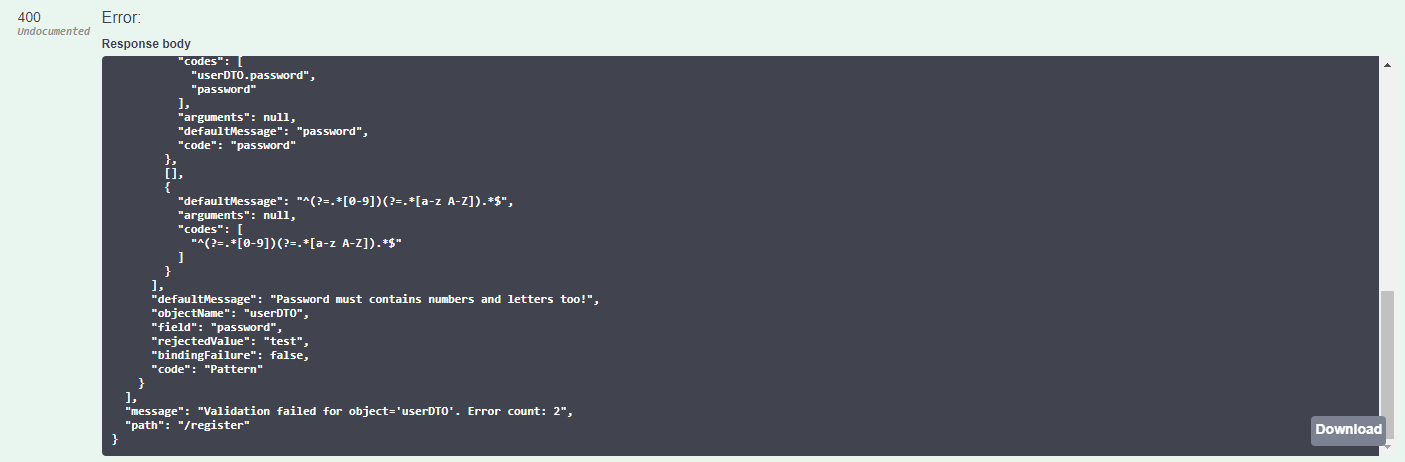 400
Undocumented
Error:
Response body
"codes": [
"userDTO.password",
"password"
],
"arguments": null,
"defaultMessage": "password",
"code": "password"
},
[],
{
"defaultMessage": "^(?=.*[0-9])(?=.*[a-z A-Z]).*$",
"arguments": null,
"codes": [
"^(?=.*[0-9])(?=.*[a-z A-Z]).*$"
]
}
],
"defaultMessage": "Password must contains numbers and letters too!",
"objectName": "userDTO",
"field": "password",
"rejectedValue": "test",
"bindingFailure": false,
"code": "Pattern"
}
],
"message": "Validation failed for object='userDTO'. Error count: 2",
"path": "/register"
}
Download